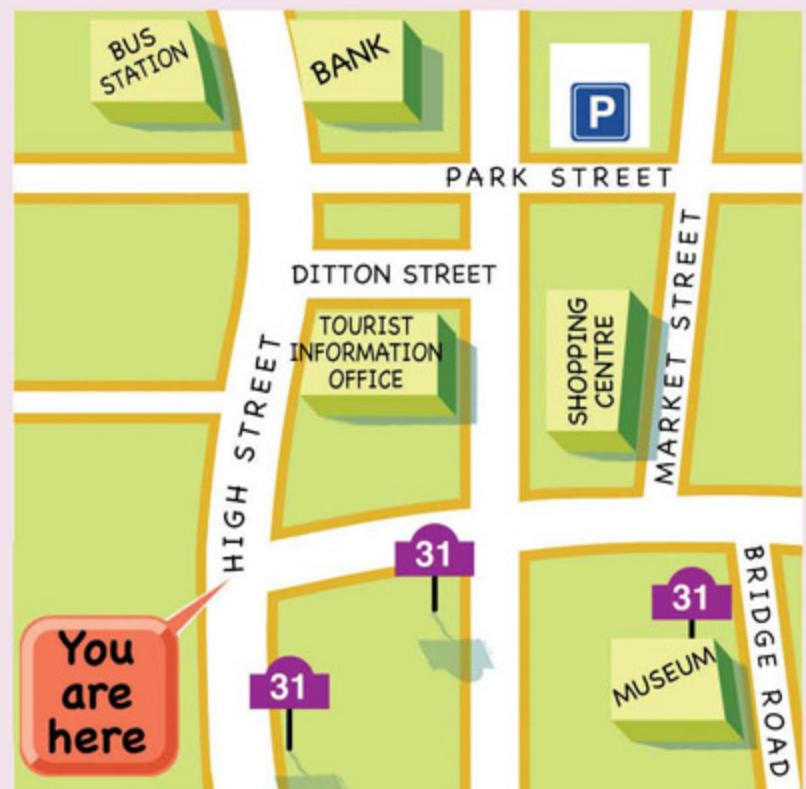 BUS
STATION
BANK
P
PARK STREET
DITTON STREET
TOURIST
INFORMATION
OFFICE
SHOPPING
CENTRE
MARKET STREET
HIGH STREET
31
31
31
You
are
here
MUSEUM
BRIDGE ROAD